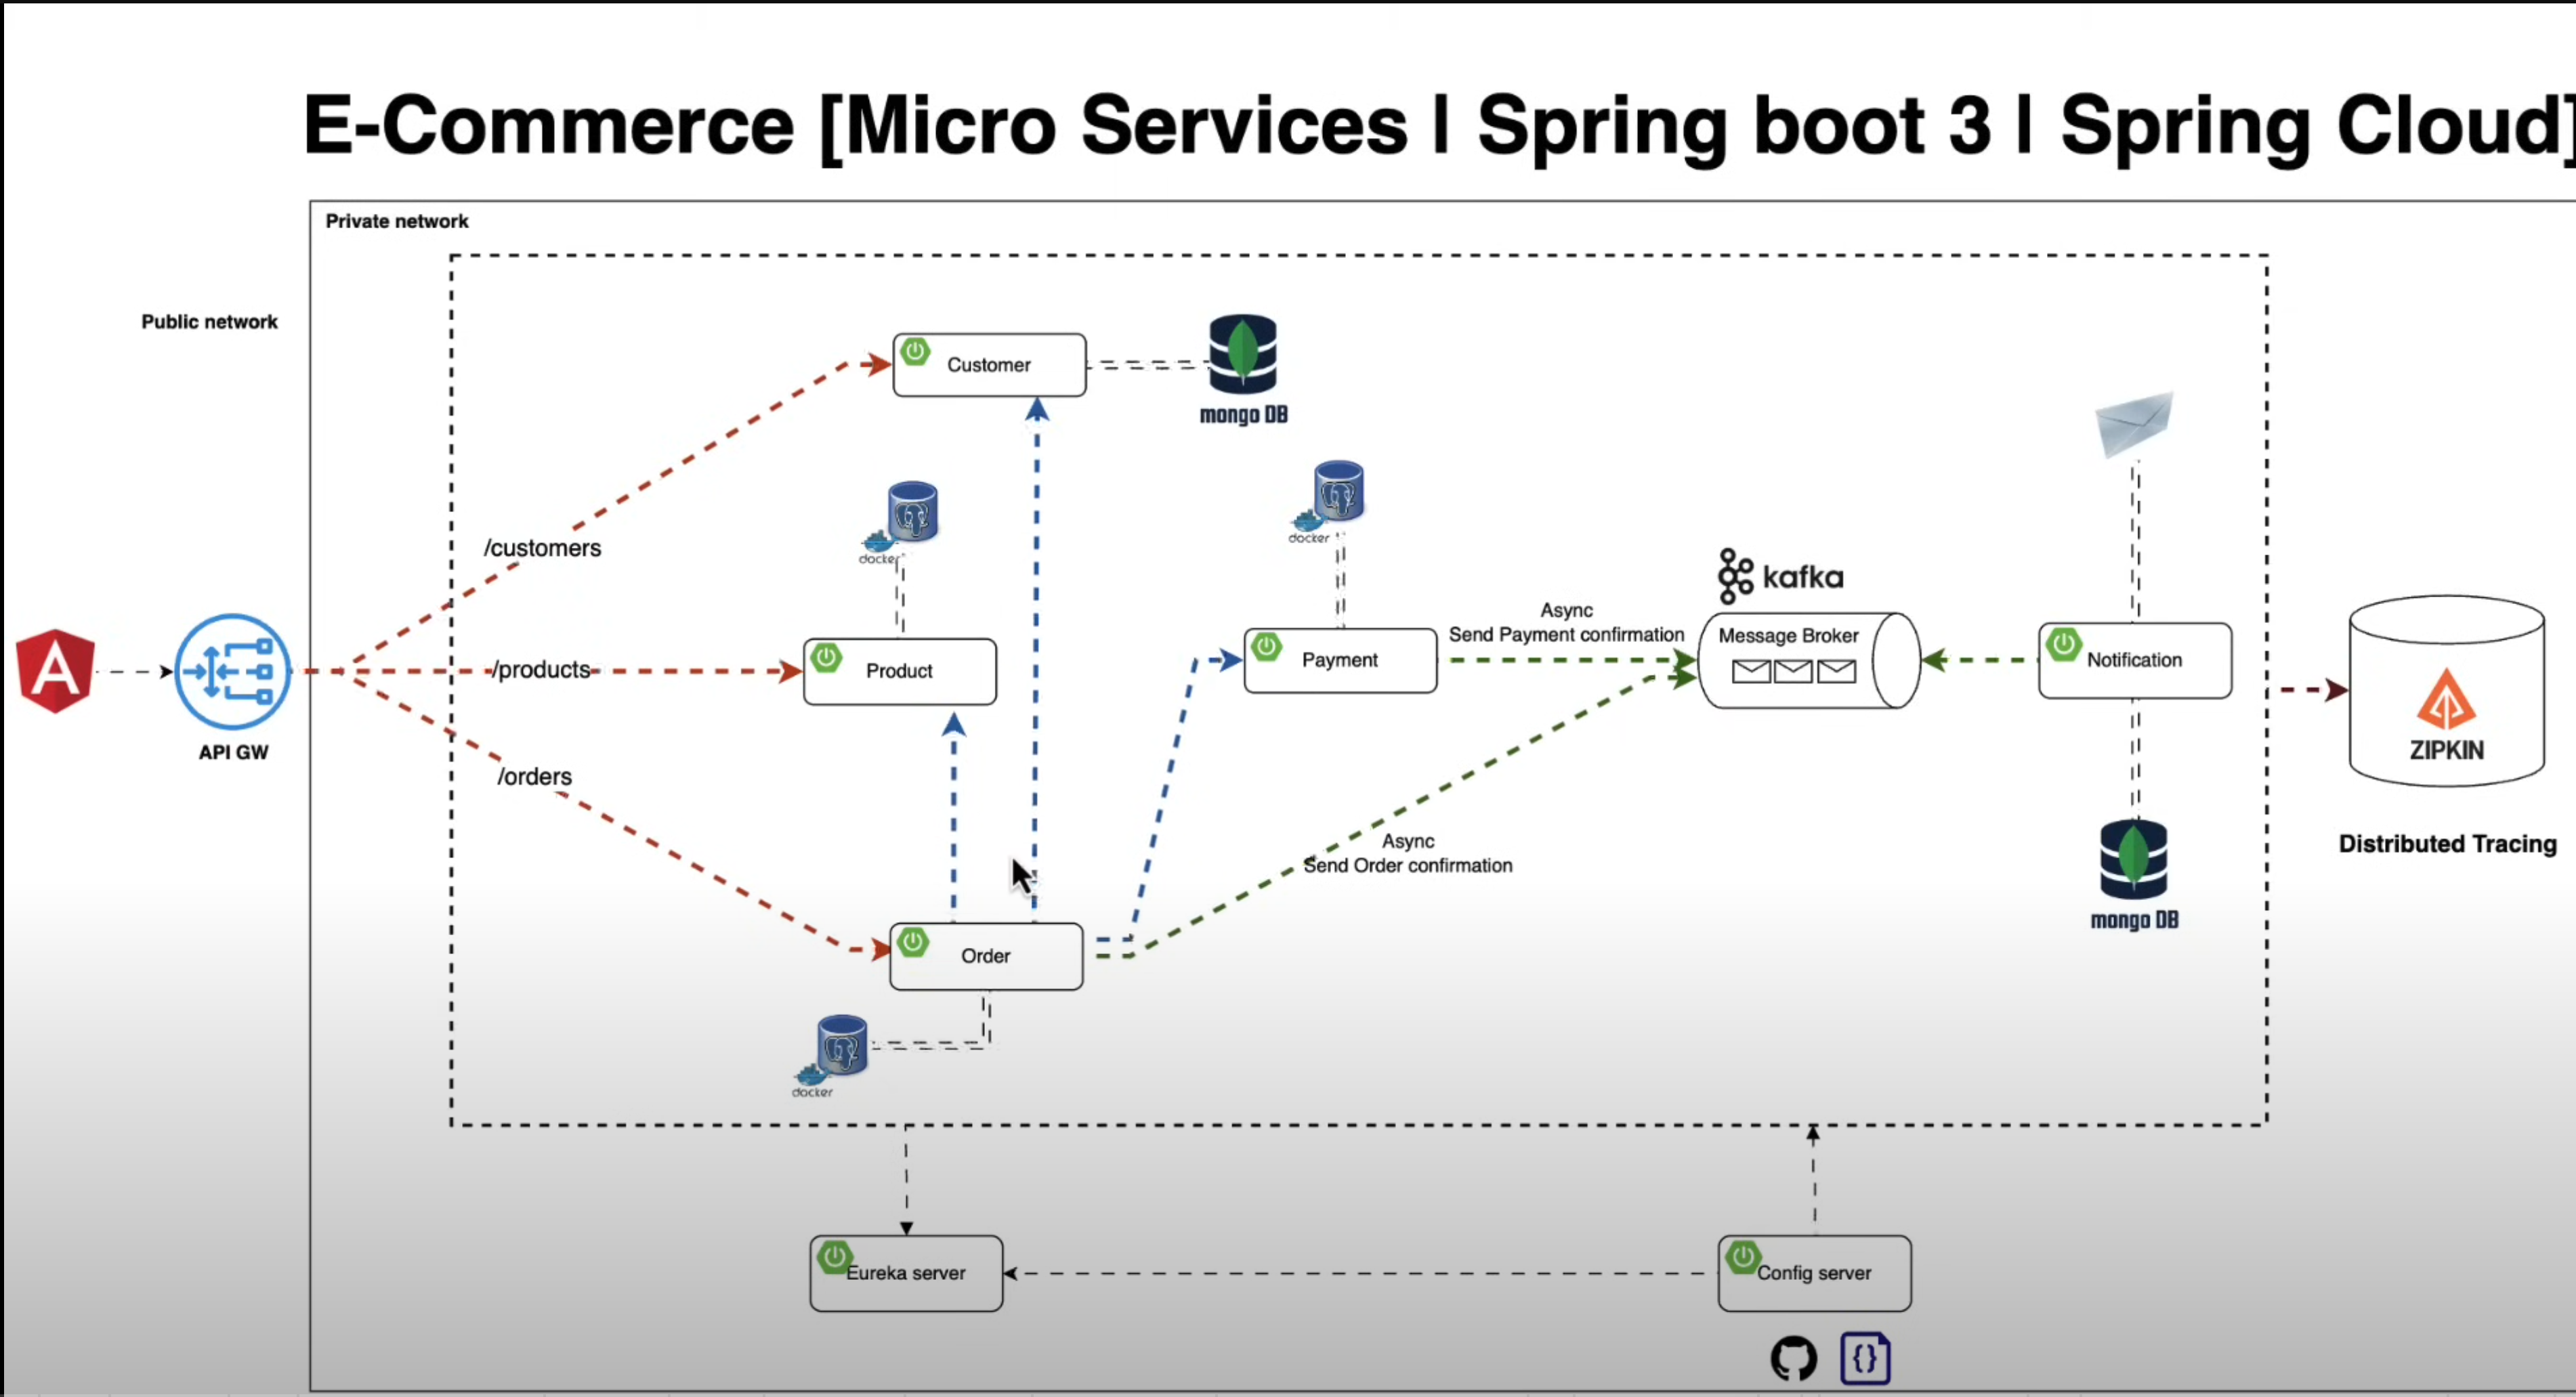 E-Commerce [Micro Services | Spring boot 3 | Spring Cloud]
Private network
Public network
Customer
mongo DB
/customers
docker
docker
kafka
Async
Send Payment confirmation
Message Broker
/products
Product
Payment
Notification
API GW
ZIPKIN
/orders
Async
Send Order confirmation
Distributed Tracing
mongo DB
Order
docker
Eureka server
Config server
{}